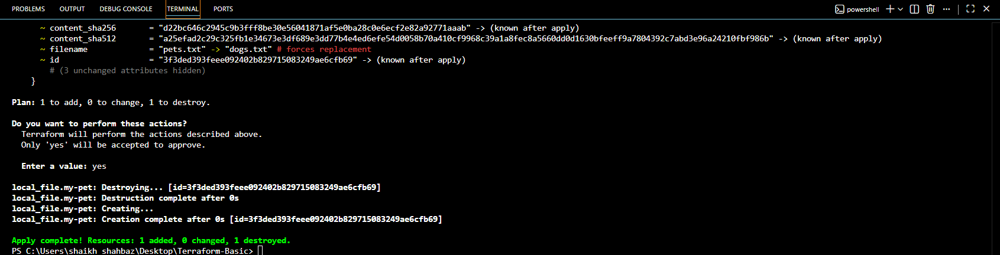 PROBLEMS OUTPUT DEBUG CONSOLE TERMINAL PORTS powershell
~ content_sha256 = "d22bc646c2945c9b3fff8be30e56041871af5e0ba28c0e6ecf2e82a92771aaab" -> (known after apply)
~ content_sha512 = "a25efad2c29c325fb1e34673e3df689e3dd77b4e4ed6efe54d0058b70a410cf9968c39a1a8fec8a5660dd0d1630bfeeff9a7804392c7abd3e96a24210fbf986b" -> (known after apply)
~ filename = "pets.txt" -> "dogs.txt" # forces replacement
~ id = "3f3ded393feee092402b829715083249ae6cfb69" -> (known after apply)
# (3 unchanged attributes hidden)
}
Plan: 1 to add, 0 to change, 1 to destroy.
Do you want to perform these actions?
Terraform will perform the actions described above.
Only 'yes' will be accepted to approve.
Enter a value: yes
local_file.my-pet: Destroying... [id=3f3ded393feee092402b829715083249ae6cfb69]
local_file.my-pet: Destruction complete after 0s
local_file.my-pet: Creating...
local_file.my-pet: Creation complete after 0s [id=3f3ded393feee092402b829715083249ae6cfb69]
Apply complete! Resources: 1 added, 0 changed, 1 destroyed.
PS C:\Users\shaikh shahbaz\Desktop\Terraform-Basic>